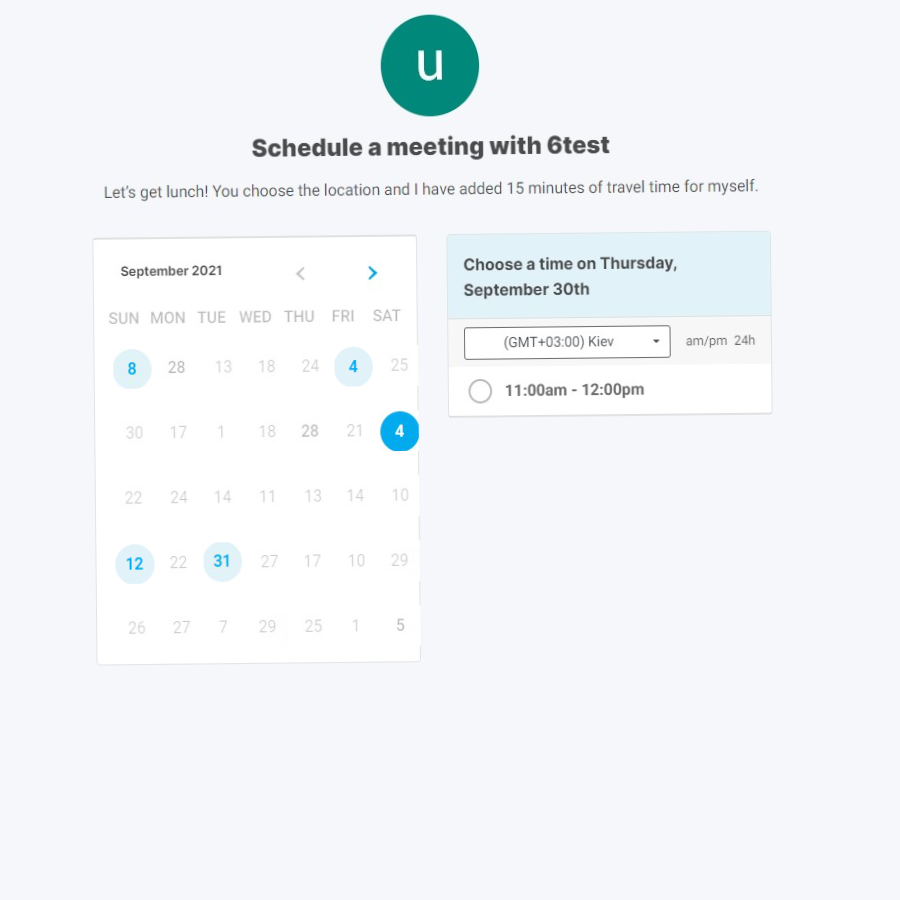 u
Schedule a meeting with 6test
Let's get lunch! You choose the location and I have added 15 minutes of travel time for myself.
September 2021
SUN MON TUE WED THU FRI SAT
8 28 13 18 24 4 25
30 17 1 18 28 21 4
22 24 14 11 13 14 10
12 22 31 27 17 10 29
26 27 7 29 25 1 5
Choose a time on Thursday,
September 30th
(GMT+03:00) Kiev am/pm 24h
11:00am - 12:00pm